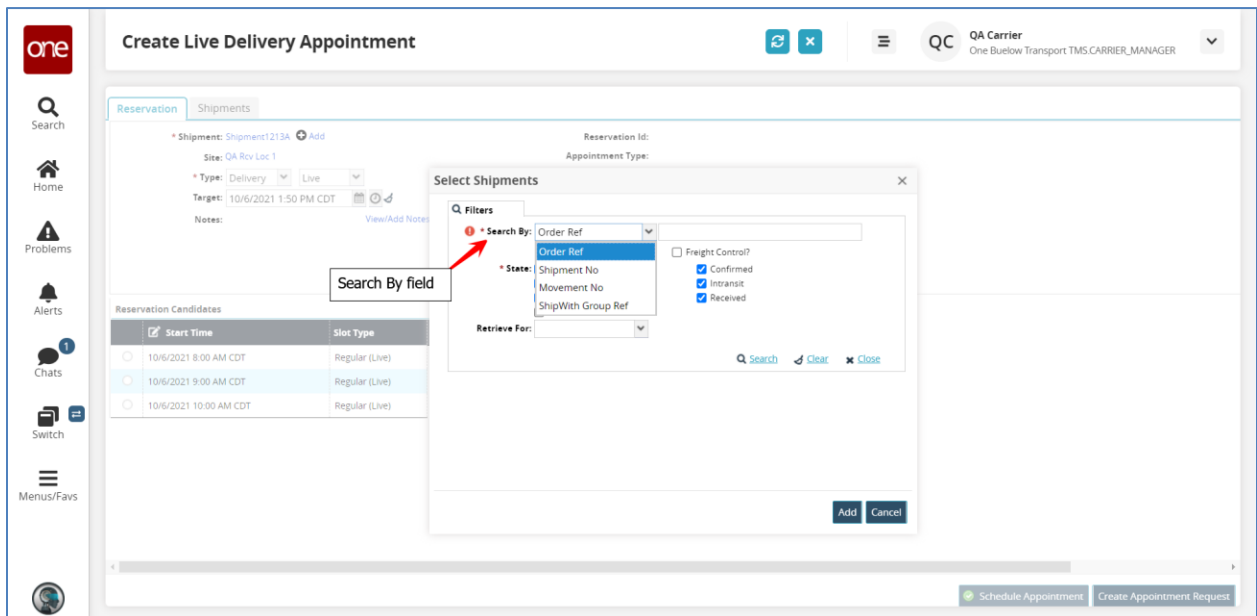 one
Create Live Delivery Appointment
QC
QA Carrier
One Buelow Transport TMS.CARRIER_MANAGER
Search
Home
Problems
Alerts
1
Chats
Switch
Menus/Favs
Reservation
Shipments
* Shipment: Shipment1213A Add
Reservation Id:
Site: QA Rcv Loc 1
Appointment Type:
* Type: Delivery Live
Target: 10/6/2021 1:50 PM CDT
Notes: View/Add Notes
Reservation Candidates
Start Time
Slot Type
10/6/2021 8:00 AM CDT
Regular (Live)
10/6/2021 9:00 AM CDT
Regular (Live)
10/6/2021 10:00 AM CDT
Regular (Live)
Search By field
Select Shipments
Filters
* Search By: Order Ref
Order Ref
Shipment No
Movement No
ShipWith Group Ref
* State:
Freight Control?
Confirmed
Intransit
Received
Retrieve For:
Search Clear Close
Add Cancel
Schedule Appointment
Create Appointment Request